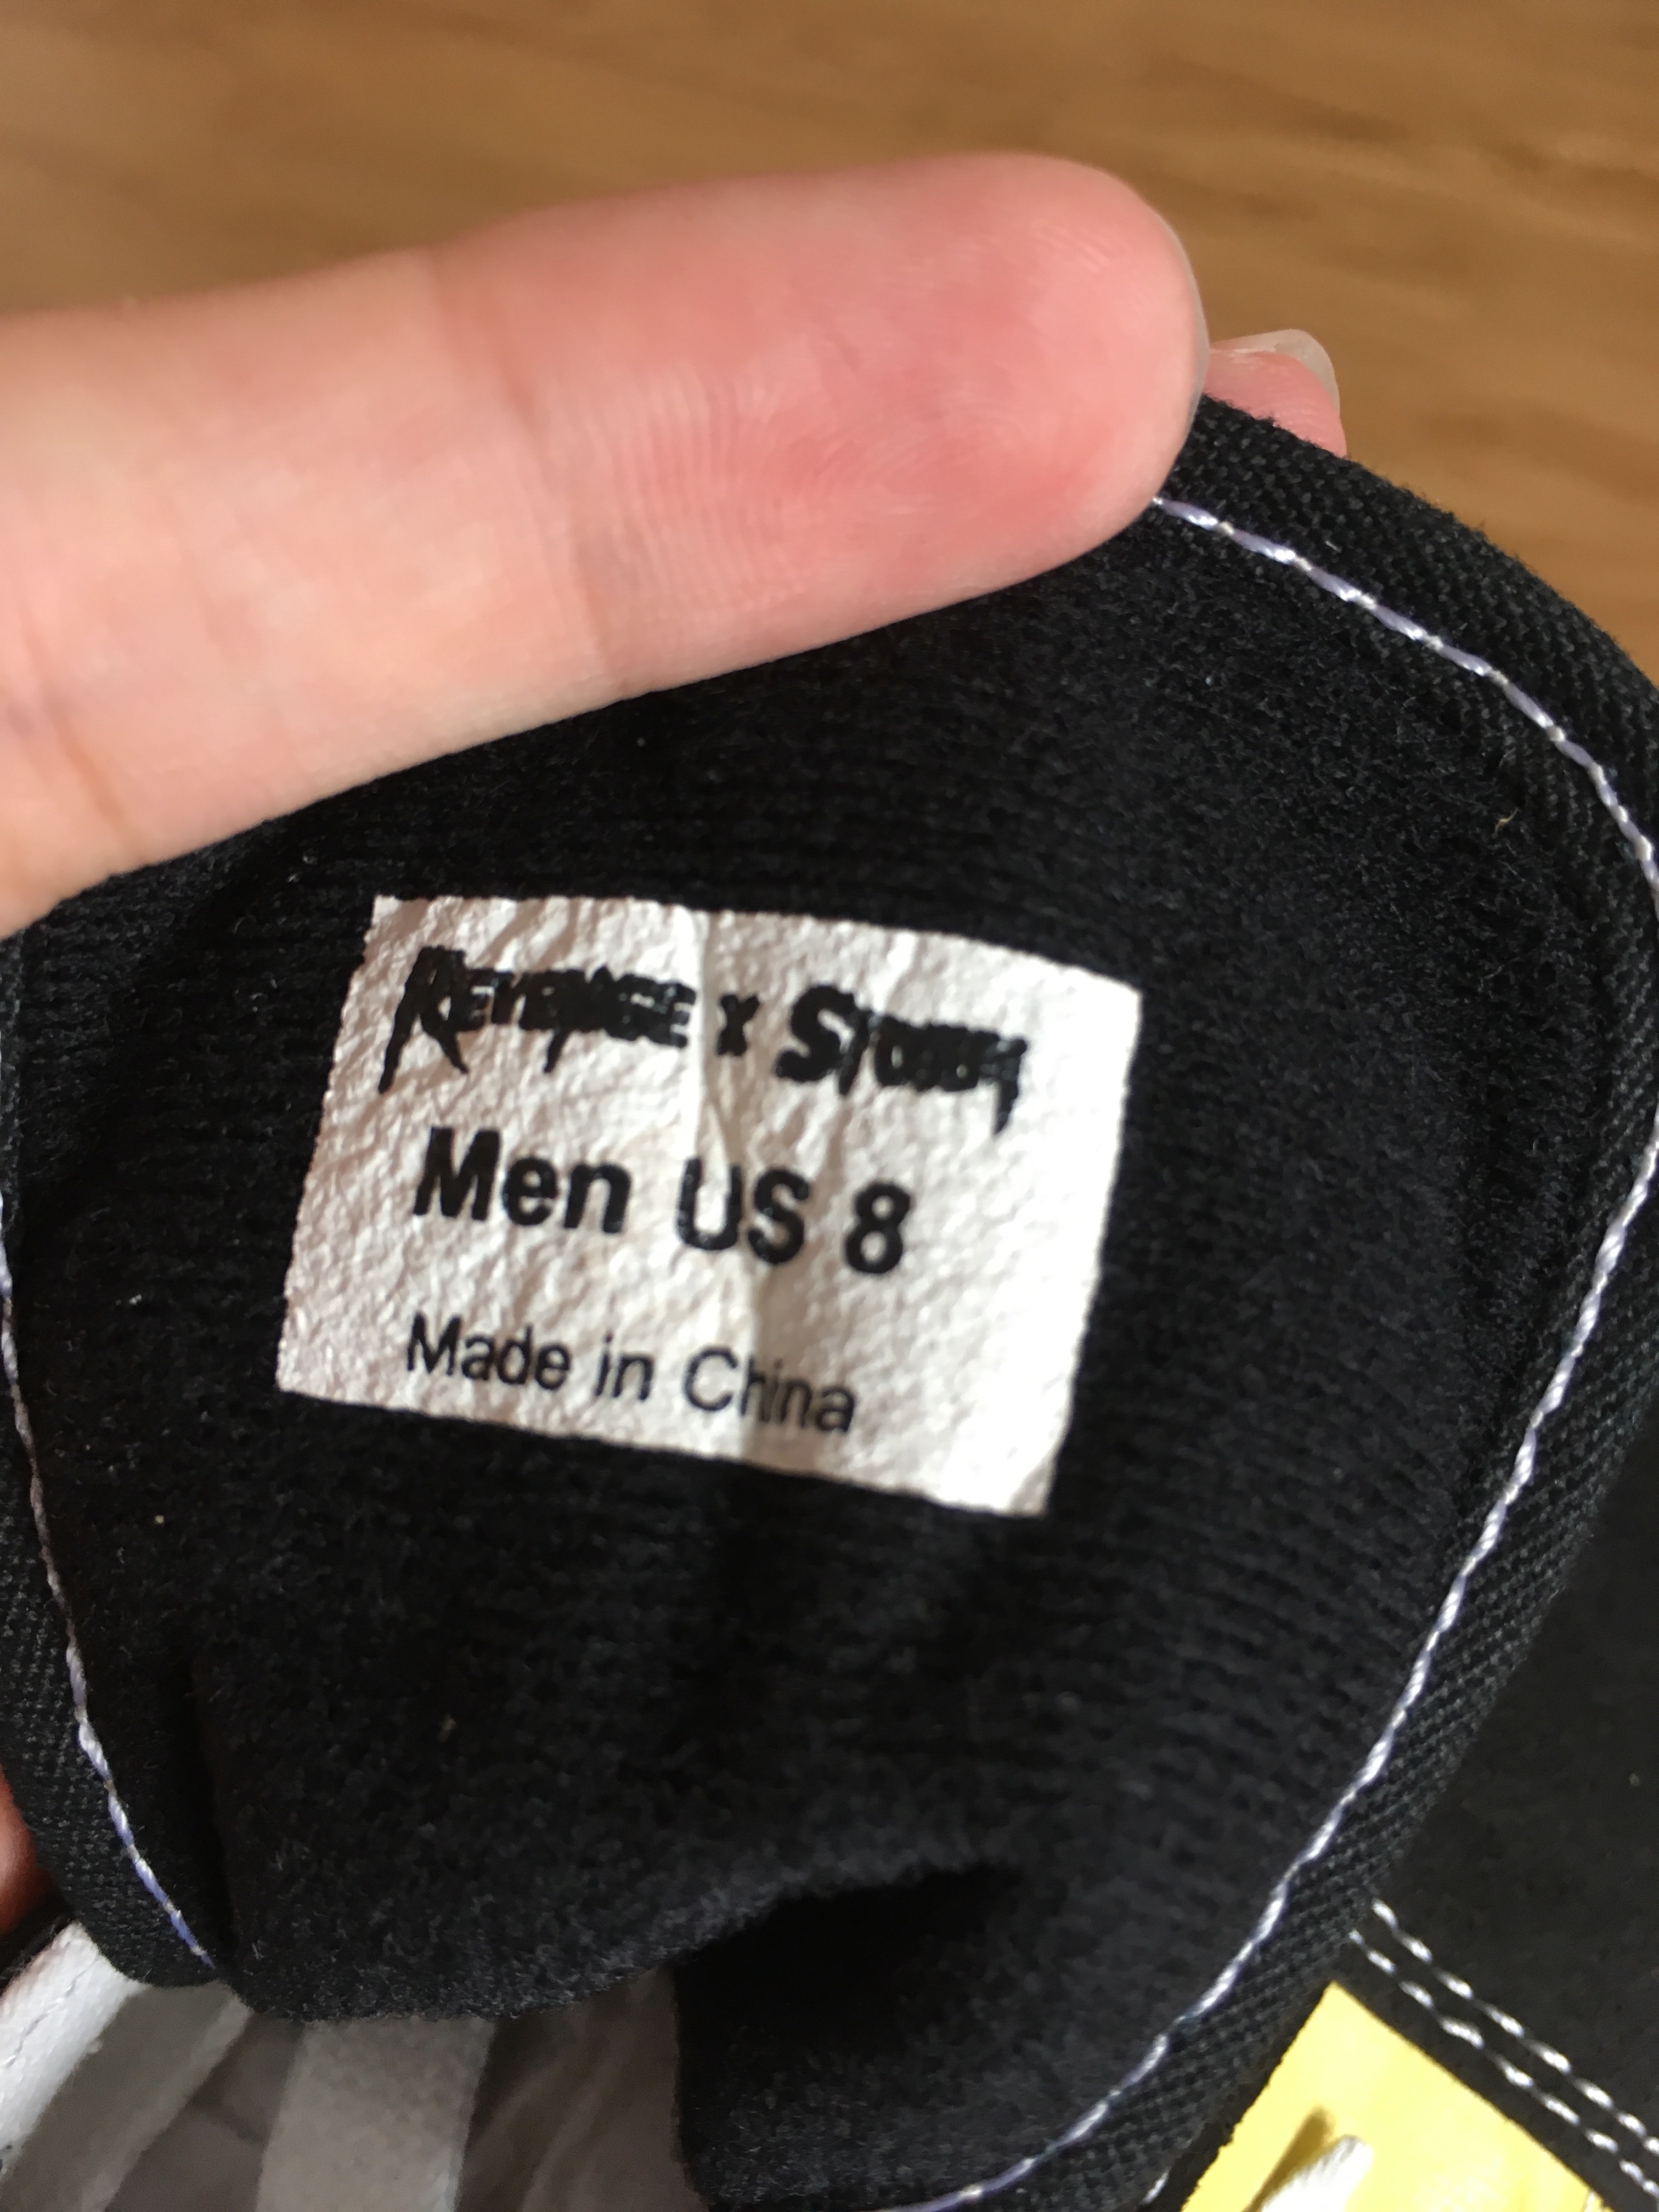 REVENGE X STORM
Men US 8
Made in China